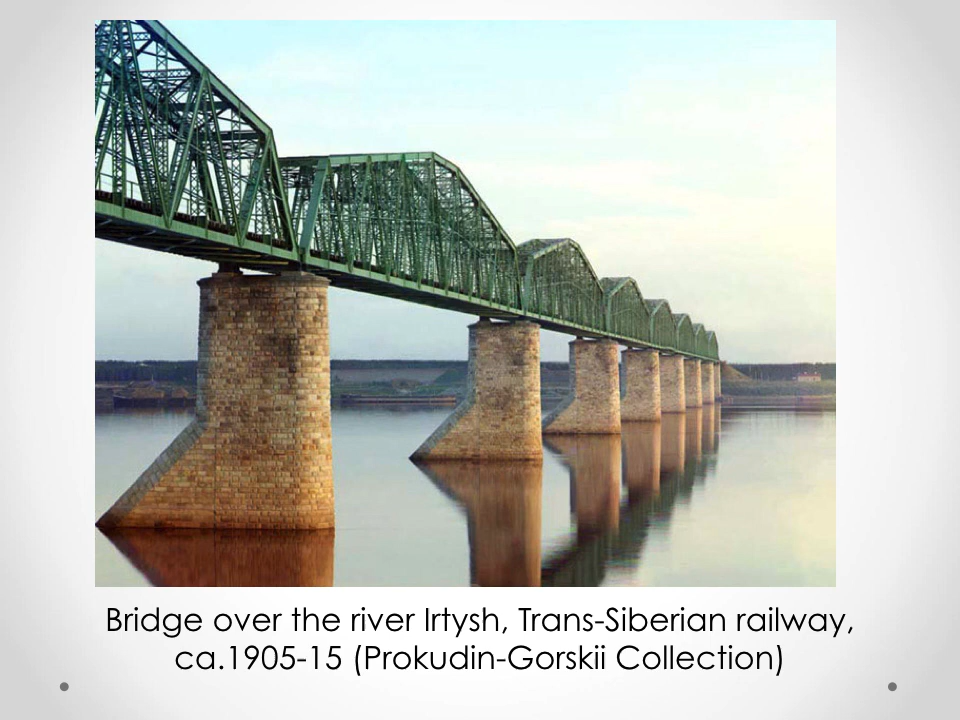 Bridge over the river Irtysh, Trans-Siberian railway,
ca.1905-15 (Prokudin-Gorskii Collection)